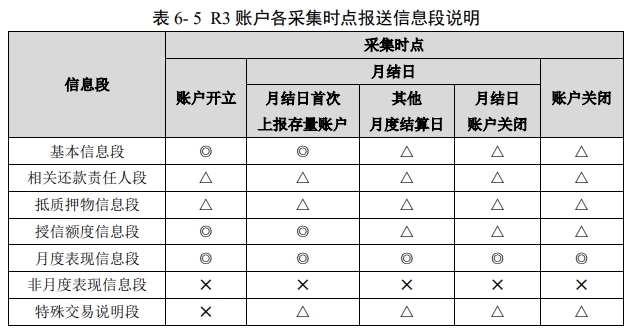 表 6- 5 R3 账户各采集时点报送信息段说明
信息段 采集时点
账户开立 月结日 账户关闭
月结日首次上报存量账户 其他月度结算日 月结日账户关闭
基本信息段 ◎ ◎ △ △ △
相关还款责任人段 △ △ △ △ △
抵质押物信息段 △ △ △ △ △
授信额度信息段 ◎ ◎ △ △ △
月度表现信息段 ◎ ◎ ◎ ◎ ◎
非月度表现信息段 × × × × ×
特殊交易说明段 × △ △ △ △